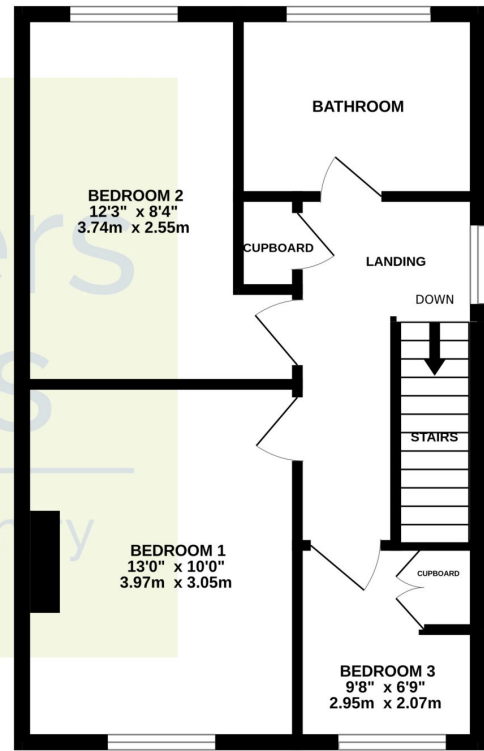 BATHROOM
BEDROOM 2
12'3" x 8'4"
3.74m x 2.55m
CUPBOARD
LANDING
DOWN
STAIRS
BEDROOM 1
13'0" x 10'0"
3.97m x 3.05m
CUPBOARD
BEDROOM 3
9'8" x 6'9"
2.95m x 2.07m